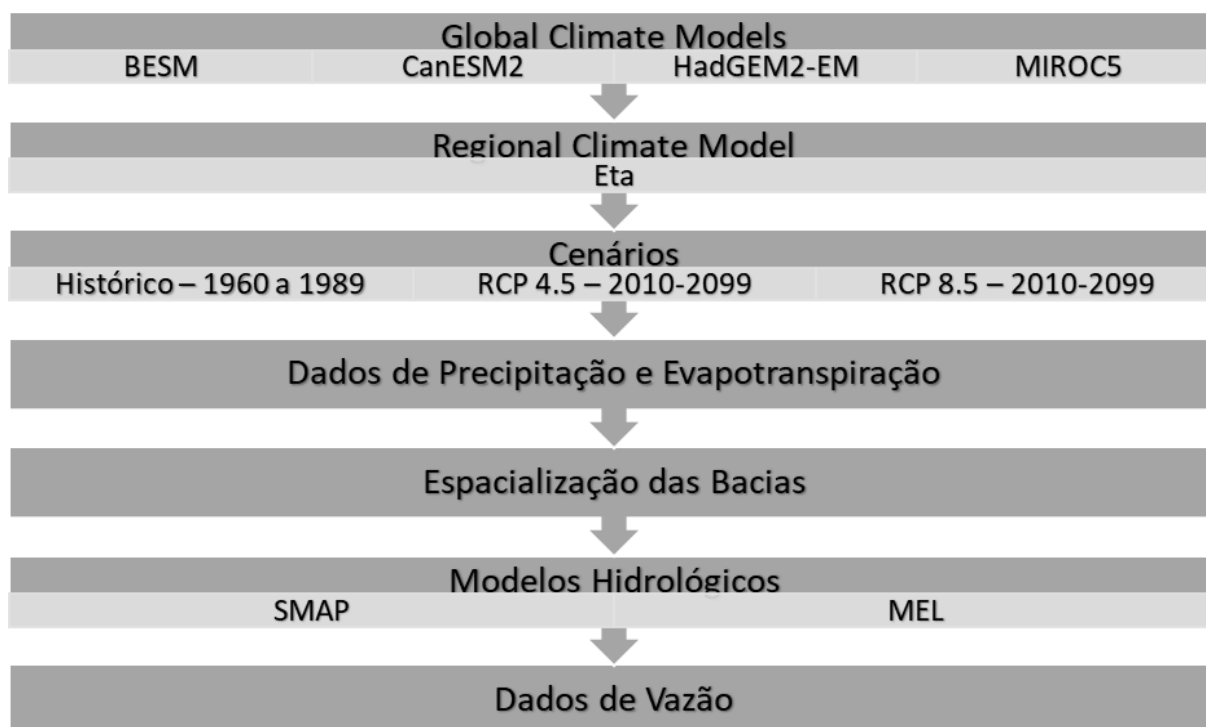 Global Climate Models
BESM CanESM2 HadGEM2-EM MIROC5
Regional Climate Model
Eta
Cenários
Histórico – 1960 a 1989 RCP 4.5 – 2010-2099 RCP 8.5 – 2010-2099
Dados de Precipitação e Evapotranspiração
Espacialização das Bacias
Modelos Hidrológicos
SMAP MEL
Dados de Vazão